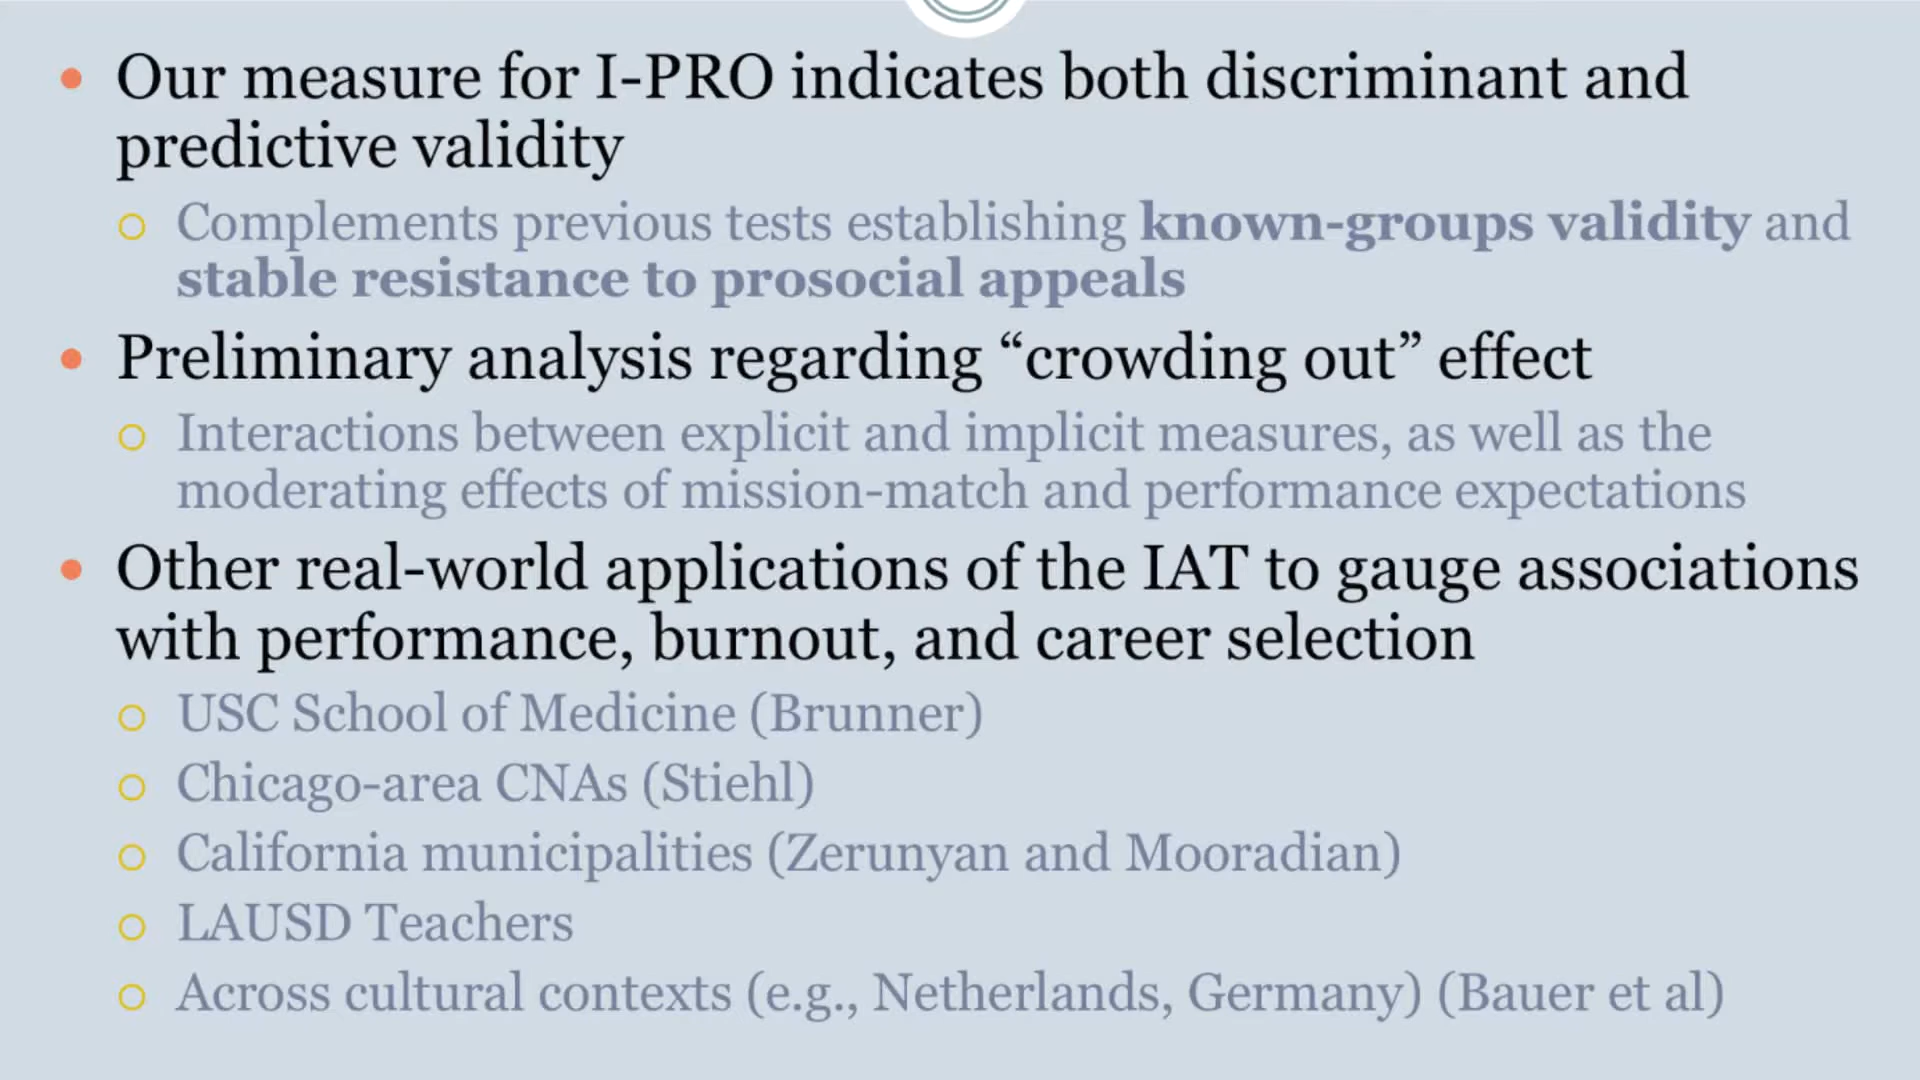 Our measure for I-PRO indicates both discriminant and
predictive validity
Complements previous tests establishing known-groups validity and
stable resistance to prosocial appeals
Preliminary analysis regarding “crowding out” effect
Interactions between explicit and implicit measures, as well as the
moderating effects of mission-match and performance expectations
Other real-world applications of the IAT to gauge associations
with performance, burnout, and career selection
USC School of Medicine (Brunner)
Chicago-area CNAs (Stiehl)
California municipalities (Zerunyan and Mooradian)
LAUSD Teachers
Across cultural contexts (e.g., Netherlands, Germany) (Bauer et al)